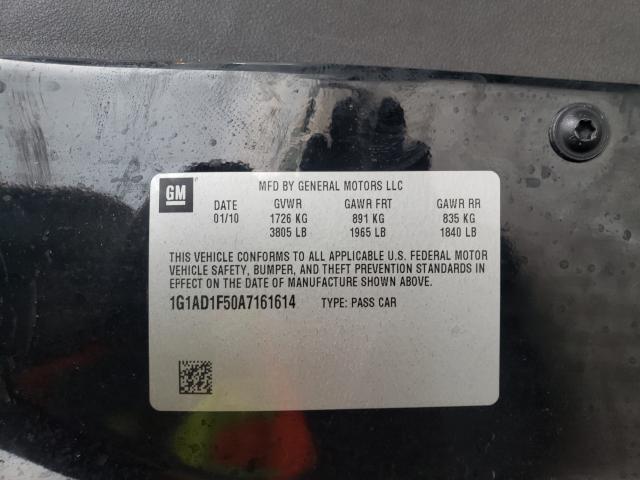 GM
MFD BY GENERAL MOTORS LLC
DATE GVWR GAWR FRT GAWR RR
01/10 1726 KG 891 KG 835 KG
3805 LB 1965 LB 1840 LB
THIS VEHICLE CONFORMS TO ALL APPLICABLE U.S. FEDERAL MOTOR
VEHICLE SAFETY, BUMPER, AND THEFT PREVENTION STANDARDS IN
EFFECT ON THE DATE OF MANUFACTURE SHOWN ABOVE.
1G1AD1F50A7161614 TYPE: PASS CAR